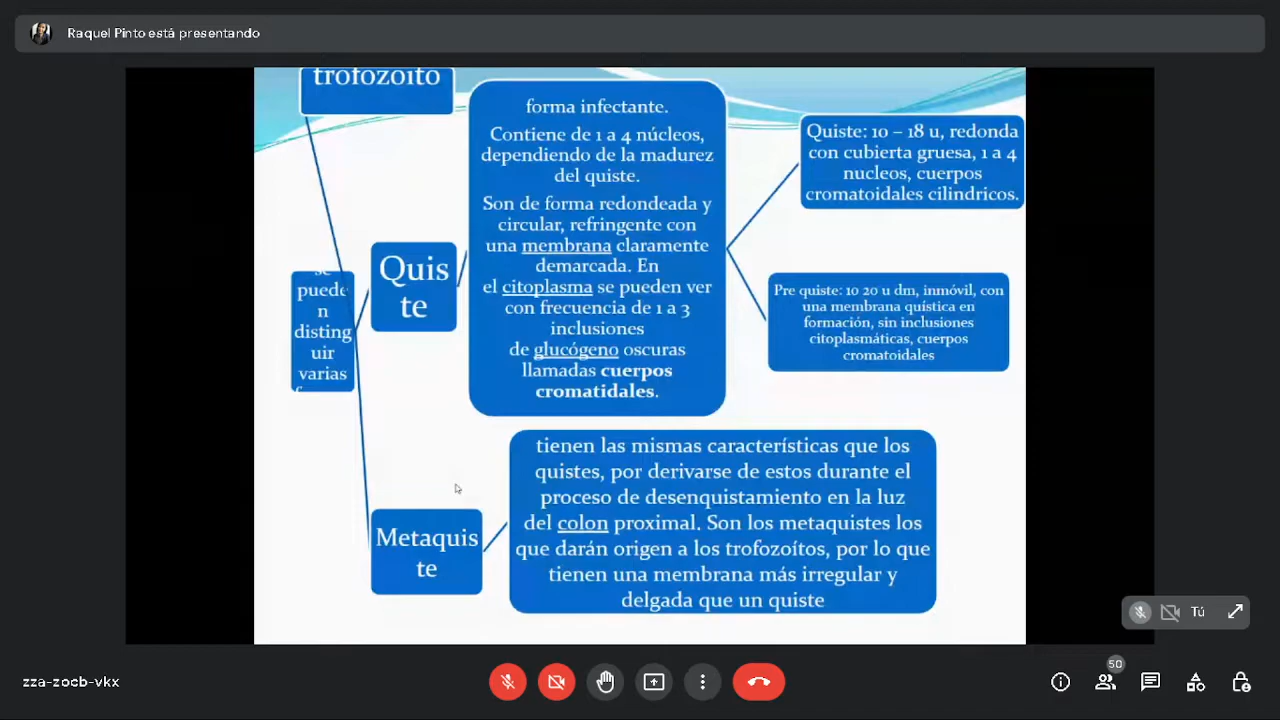 Raquel Pinto está presentando
trofozoíto
forma infectante.
Contiene de 1 a 4 núcleos,
dependiendo de la madurez
del quiste.
Son de forma redondeada y
circular, refringente con
una membrana claramente
demarcada. En
el citoplasma se pueden ver
con frecuencia de 1 a 3
inclusiones
de glucógeno oscuras
llamadas cuerpos
cromatidales.
Quiste: 10 – 18 u, redonda
con cubierta gruesa, 1 a 4
nucleos, cuerpos
cromatoidales cilindricos.
Quis
te
se
puede
n
disting
uir
varias
Pre quiste: 10 20 u dm, inmóvil, con
una membrana quística en
formación, sin inclusiones
citoplasmáticas, cuerpos
cromatoidales
tienen las mismas características que los
quistes, por derivarse de estos durante el
proceso de desenquistamiento en la luz
del colon proximal. Son los metaquistes los
que darán origen a los trofozoítos, por lo que
tienen una membrana más irregular y
delgada que un quiste
Metaquis
te
Tú
zza-zocb-vkx
50